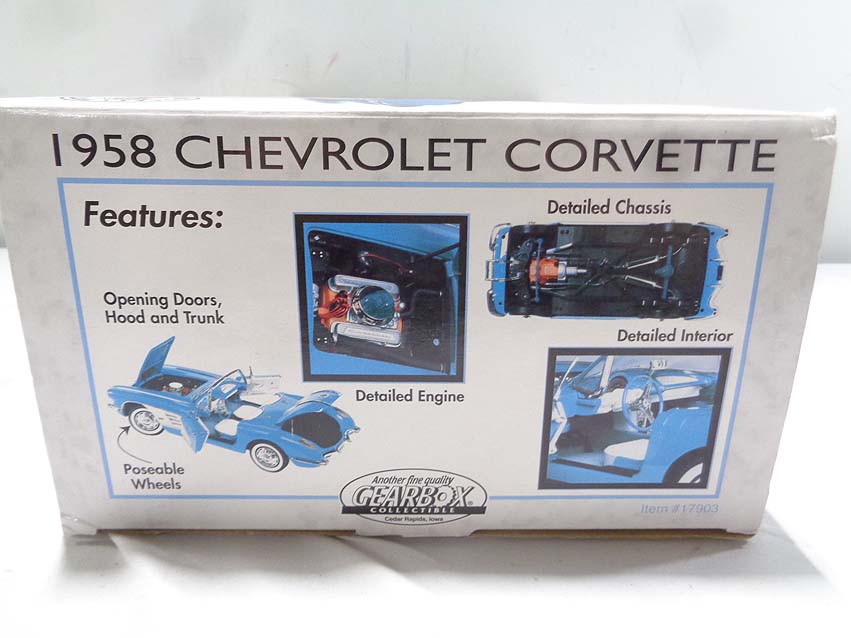 1958 CHEVROLET CORVETTE
Features:
Opening Doors,
Hood and Trunk
Poseable
Wheels
Detailed Engine
Detailed Chassis
Detailed Interior
Another fine quality
GEARBOX
COLLECTIBLE
Cedar Rapids, Iowa
Item #17903